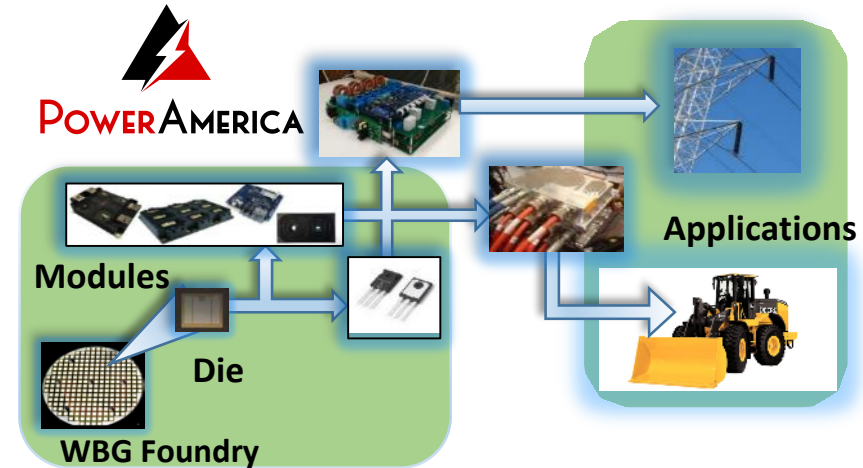 POWERAMERICA
Modules
Die
WBG Foundry
Applications